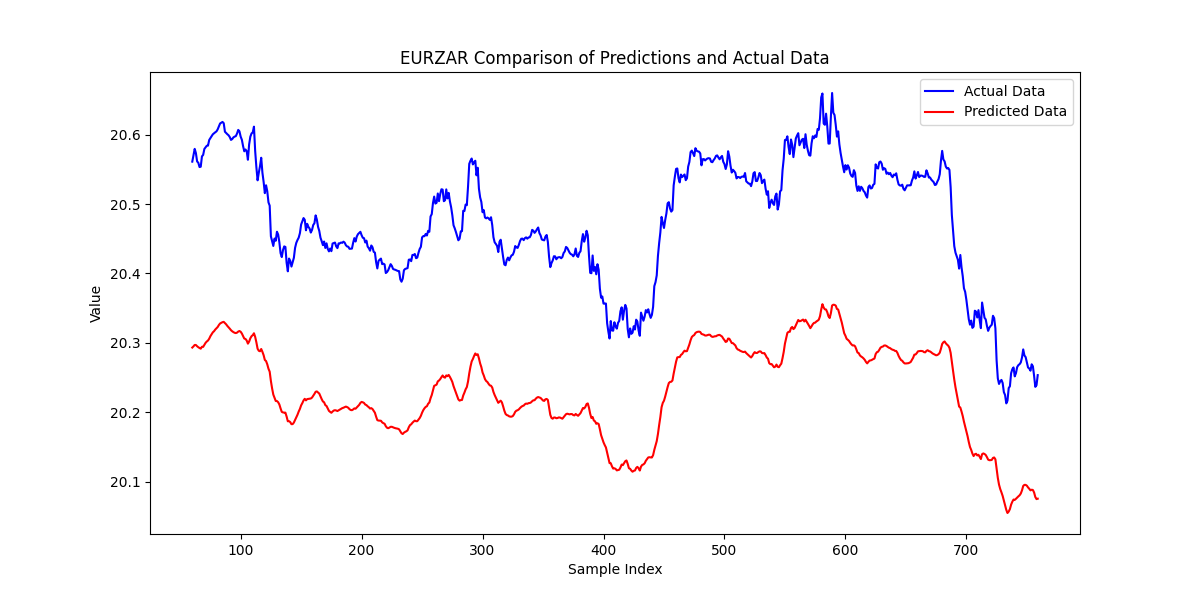 EURZAR Comparison of Predictions and Actual Data
Actual Data
Predicted Data
Value
20.6
20.5
20.4
20.3
20.2
20.1
100 200 300 400 500 600 700
Sample Index